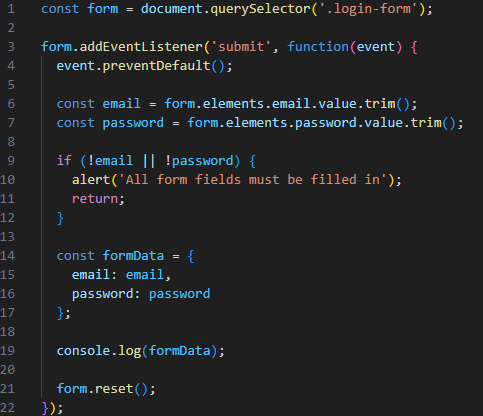 1 const form = document.querySelector('.login-form');
2
3 form.addEventListener('submit', function(event) {
4   event.preventDefault();
5
6   const email = form.elements.email.value.trim();
7   const password = form.elements.password.value.trim();
8
9   if (!email || !password) {
10     alert('All form fields must be filled in');
11     return;
12   }
13
14   const formData = {
15     email: email,
16     password: password
17   };
18
19   console.log(formData);
20
21   form.reset();
22 });